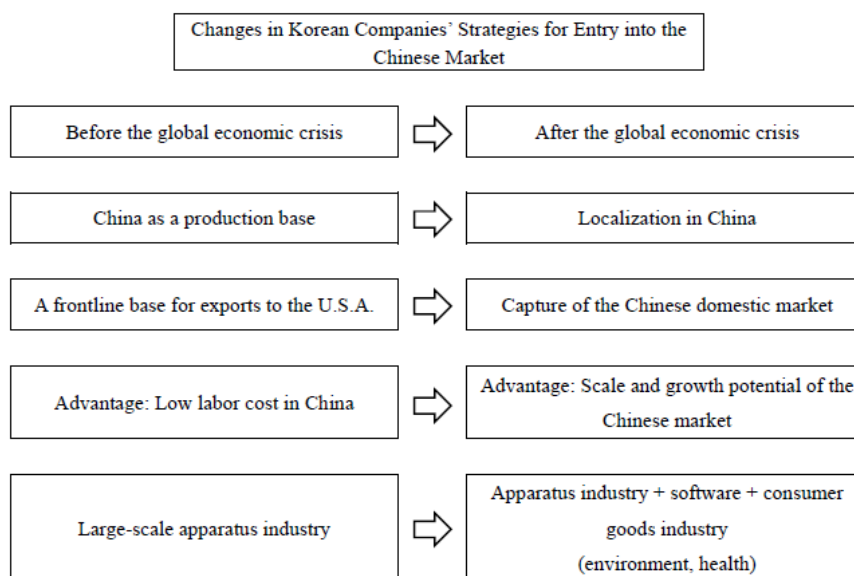 Changes in Korean Companies’ Strategies for Entry into the
Chinese Market
Before the global economic crisis
After the global economic crisis
China as a production base
Localization in China
A frontline base for exports to the U.S.A.
Capture of the Chinese domestic market
Advantage: Low labor cost in China
Advantage: Scale and growth potential of the
Chinese market
Large-scale apparatus industry
Apparatus industry + software + consumer
goods industry
(environment, health)